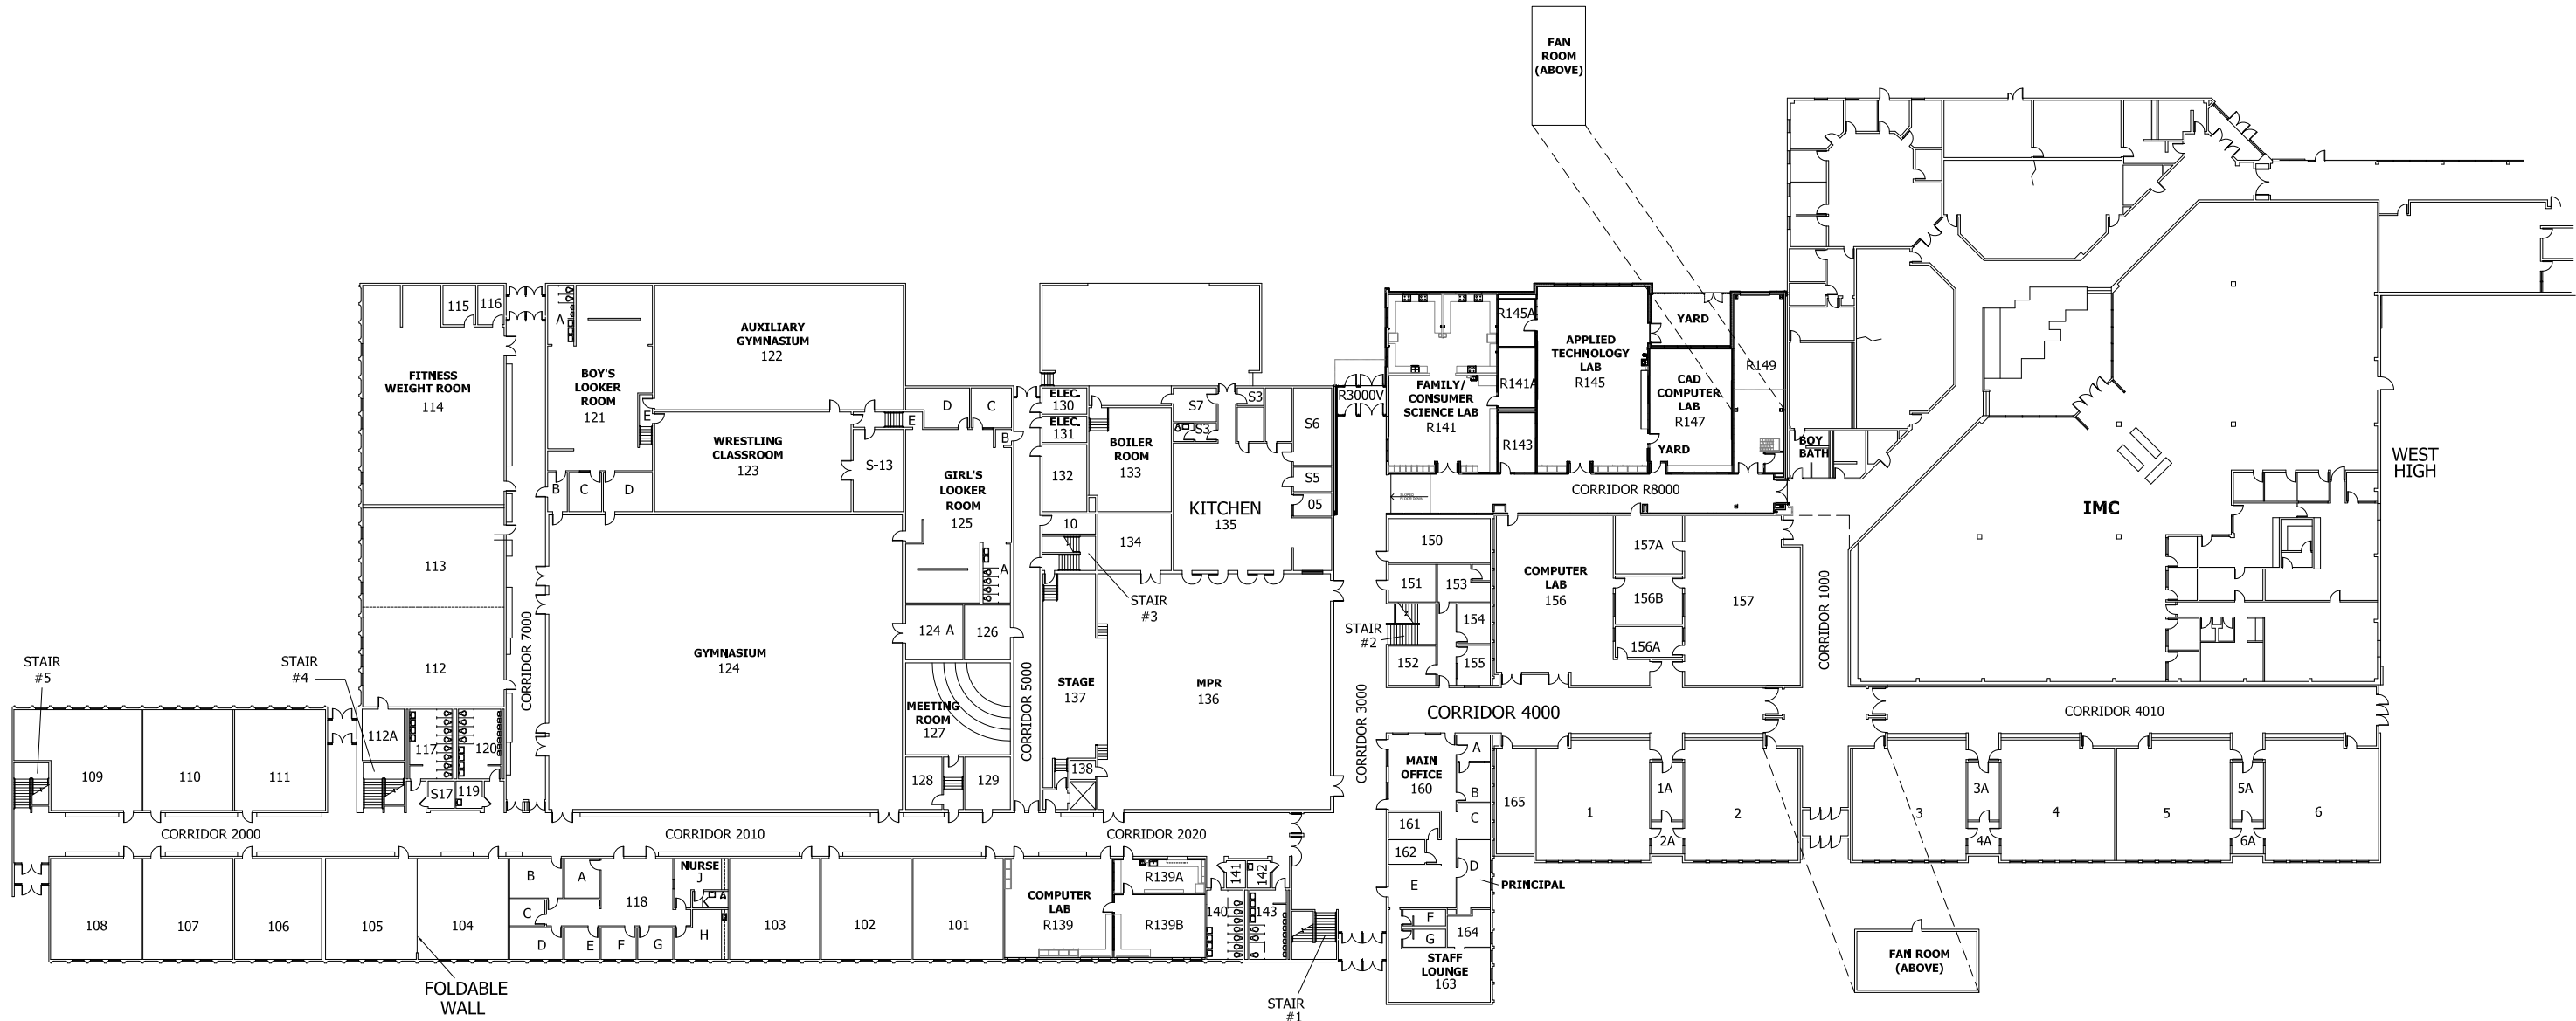 FAN
ROOM
(ABOVE)
115
116
A
AUXILIARY
GYMNASIUM
122
FITNESS
WEIGHT ROOM
114
BOY'S
LOOKER
ROOM
121
E
WRESTLING
CLASSROOM
123
S-13
B
C
D
D
C
E
B
GIRL'S
LOOKER
ROOM
125
A
ELEC.
130
ELEC.
131
132
BOILER
ROOM
133
10
134
S7
S3
S3
S6
S5
05
KITCHEN
135
R3000V
FAMILY/
CONSUMER
SCIENCE LAB
R141
R145A
R141A
R143
APPLIED
TECHNOLOGY
LAB
R145
YARD
CAD
COMPUTER
LAB
R147
YARD
R149
BOY
BATH
CORRIDOR R8000
IMC
WEST
HIGH
113
112
CORRIDOR 7000
GYMNASIUM
124
124 A
126
MEETING
ROOM
127
128
129
CORRIDOR 5000
STAIR
#3
STAGE
137
MPR
136
138
CORRIDOR 3000
150
151
153
154
STAIR
#2
152
155
COMPUTER
LAB
156
157A
156B
156A
157
CORRIDOR 1000
CORRIDOR 4000
CORRIDOR 4010
STAIR
#5
STAIR
#4
109
110
111
112A
117
120
S17
119
CORRIDOR 2000
CORRIDOR 2010
CORRIDOR 2020
108
107
106
105
104
FOLDABLE
WALL
B
A
C
D
E
F
G
118
NURSE
J
K
H
103
102
101
COMPUTER
LAB
R139
R139A
R139B
141
142
140
143
STAIR
#1
MAIN
OFFICE
160
A
B
C
161
162
D
E
PRINCIPAL
F
G
164
STAFF
LOUNGE
163
165
1
1A
2A
2
3
3A
4A
4
5
5A
6A
6
FAN ROOM
(ABOVE)